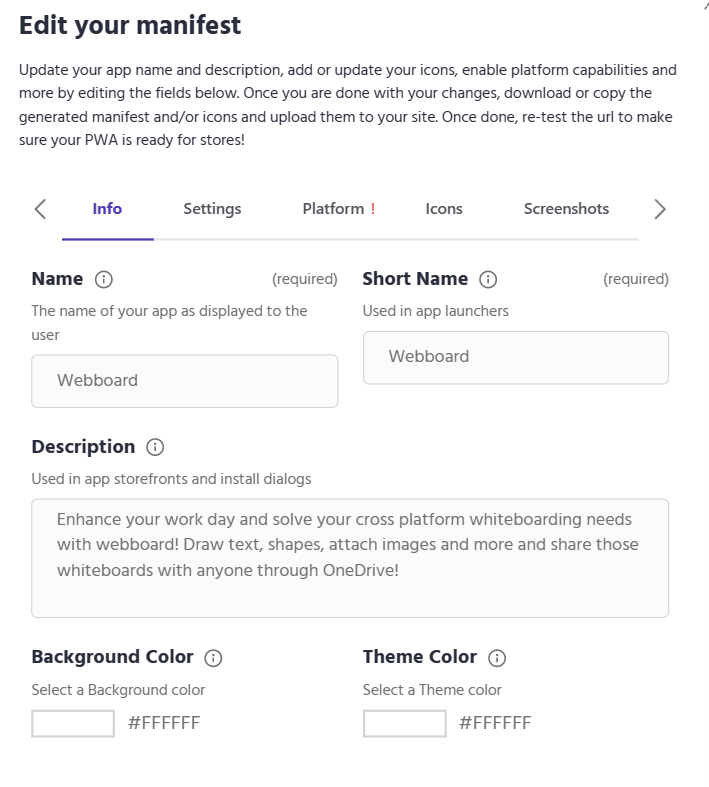 Edit your manifest
Update your app name and description, add or update your icons, enable platform capabilities and
more by editing the fields below. Once you are done with your changes, download or copy the
generated manifest and/or icons and upload them to your site. Once done, re-test the url to make
sure your PWA is ready for stores!
Info Settings Platform ! Icons Screenshots
Name (required)
The name of your app as displayed to the
user
Webboard
Short Name (required)
Used in app launchers
Webboard
Description
Used in app storefronts and install dialogs
Enhance your work day and solve your cross platform whiteboarding needs
with webboard! Draw text, shapes, attach images and more and share those
whiteboards with anyone through OneDrive!
Background Color
Select a Background color
#FFFFFF
Theme Color
Select a Theme color
#FFFFFF